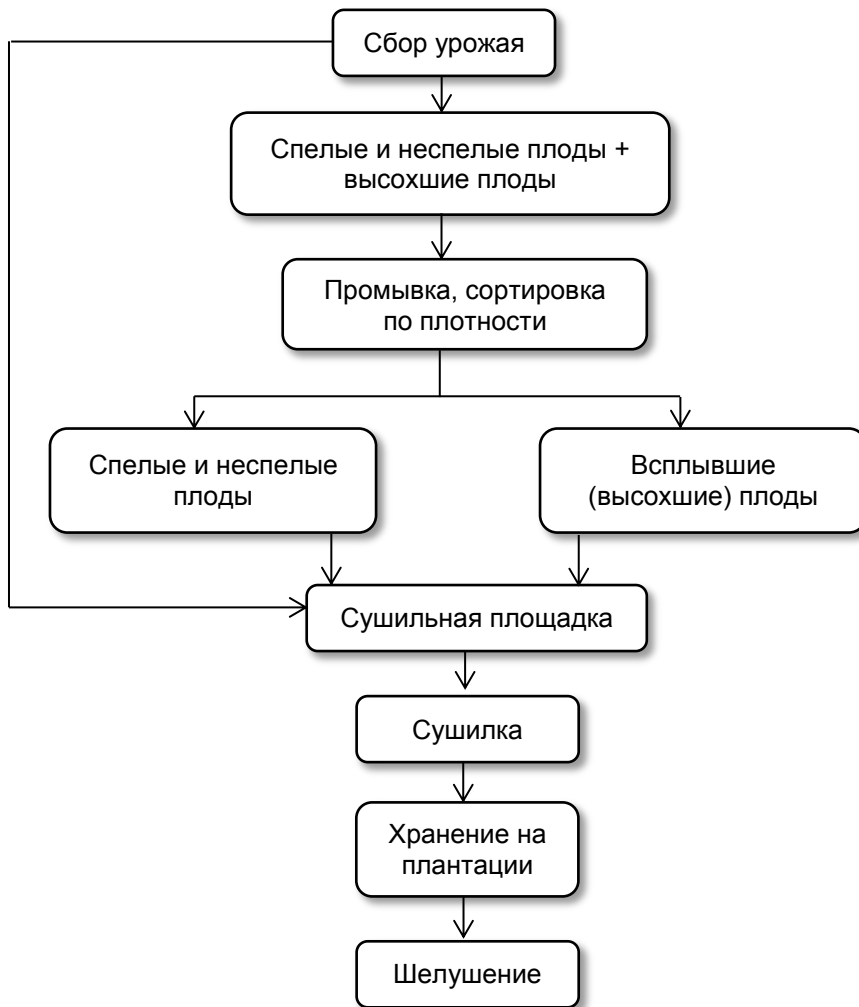 Сбор урожая
Спелые и неспелые плоды +
высохшие плоды
Промывка, сортировка
по плотности
Спелые и неспелые
плоды
Всплывшие
(высохшие) плоды
Сушильная площадка
Сушилка
Хранение на
плантации
Шелушение